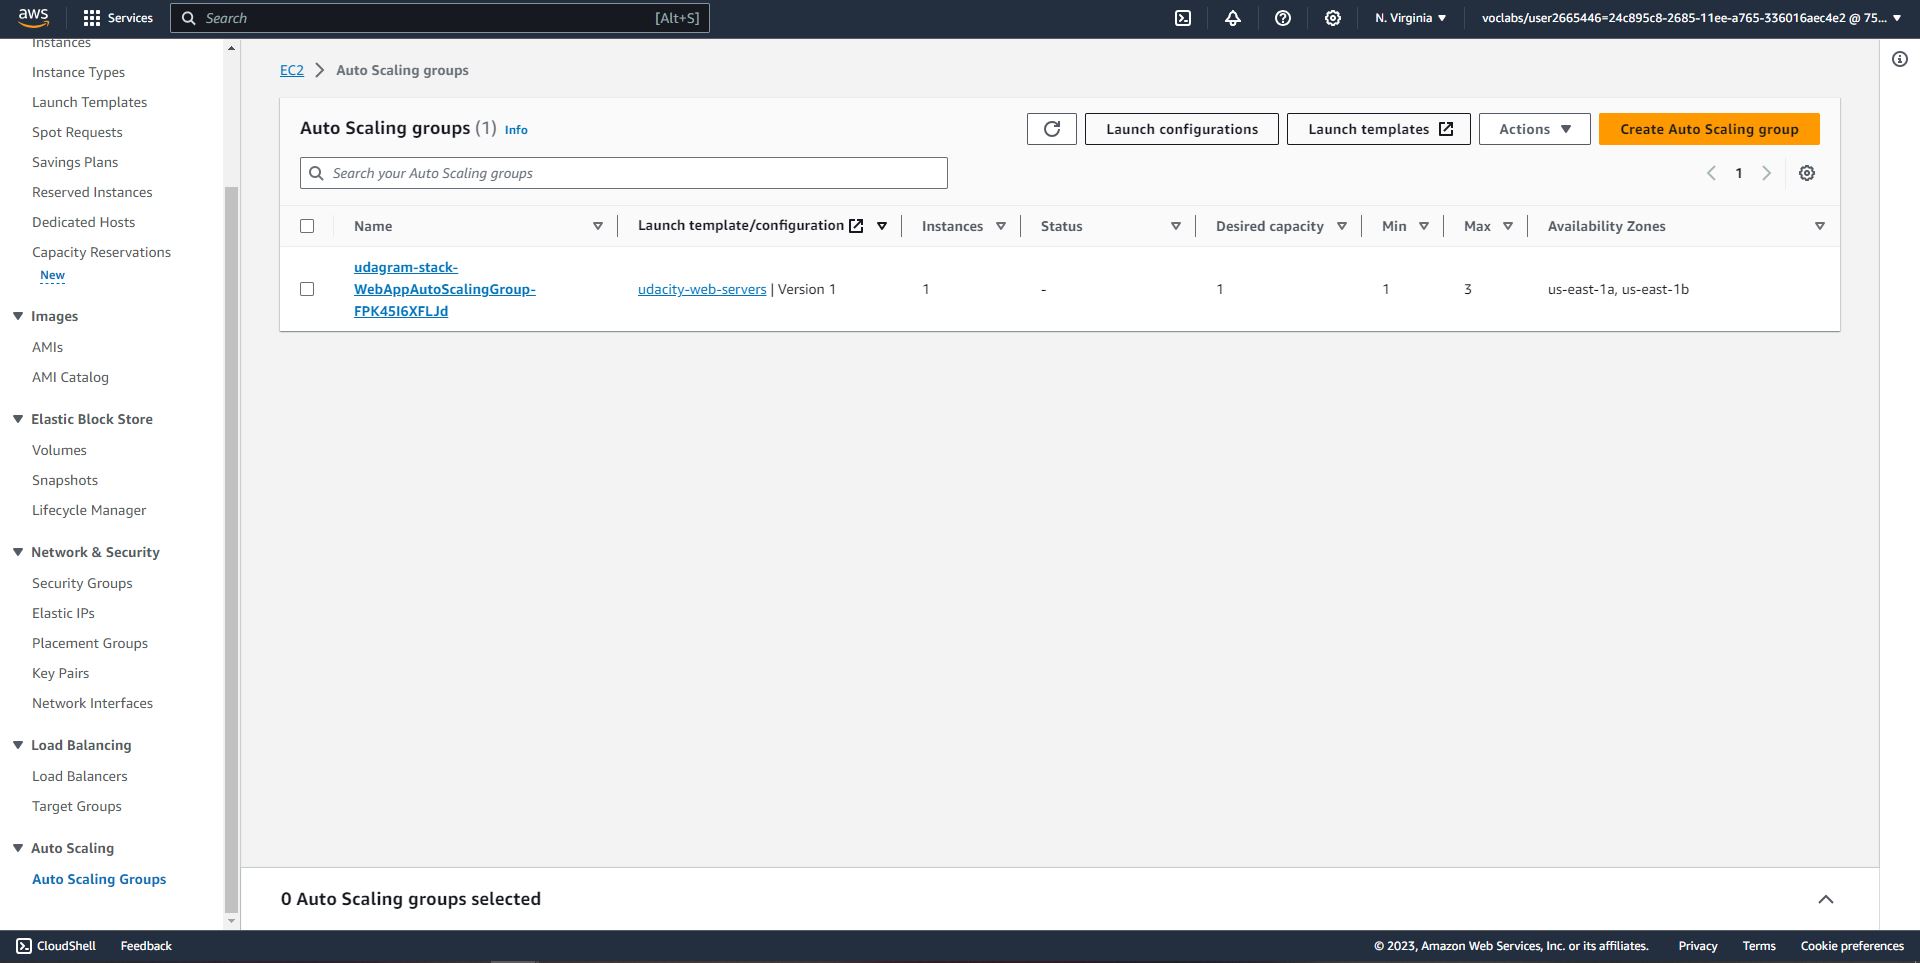 aws
Services
Search
[Alt+S]
N. Virginia
voclabs/user2665446=24c895c8-2685-11ee-a765-336016aec4e2 @ 75...
Instances
Instance Types
Launch Templates
Spot Requests
Savings Plans
Reserved Instances
Dedicated Hosts
Capacity Reservations
New
Images
AMIs
AMI Catalog
Elastic Block Store
Volumes
Snapshots
Lifecycle Manager
Network & Security
Security Groups
Elastic IPs
Placement Groups
Key Pairs
Network Interfaces
Load Balancing
Load Balancers
Target Groups
Auto Scaling
Auto Scaling Groups
EC2 > Auto Scaling groups
Auto Scaling groups (1) Info
Launch configurations
Launch templates
Actions
Create Auto Scaling group
Search your Auto Scaling groups
1
Name
Launch template/configuration
Instances
Status
Desired capacity
Min
Max
Availability Zones
udagram-stack-
WebAppAutoScalingGroup-
FPK45I6XFLJd
udacity-web-servers | Version 1
1
-
1
1
3
us-east-1a, us-east-1b
0 Auto Scaling groups selected
CloudShell
Feedback
© 2023, Amazon Web Services, Inc. or its affiliates.
Privacy
Terms
Cookie preferences